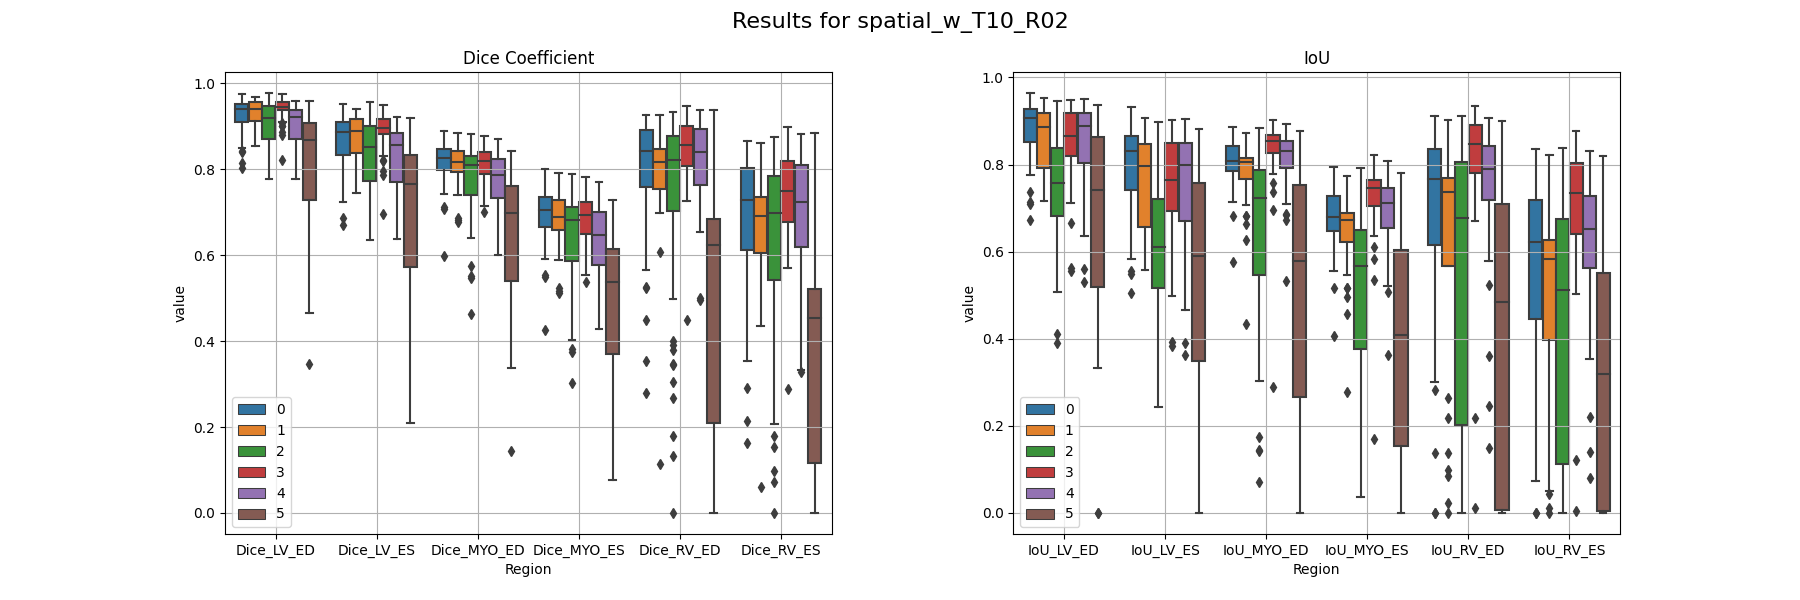 Results for spatial_w_T10_R02
Dice Coefficient
1.0
0.8
0.6
0.4
0.2
0.0
value
0
1
2
3
4
5
Dice_LV_ED Dice_LV_ES Dice_MYO_ED Dice_MYO_ES Dice_RV_ED Dice_RV_ES
Region
IoU
1.0
0.8
0.6
0.4
0.2
0.0
value
0
1
2
3
4
5
IoU_LV_ED IoU_LV_ES IoU_MYO_ED IoU_MYO_ES IoU_RV_ED IoU_RV_ES
Region